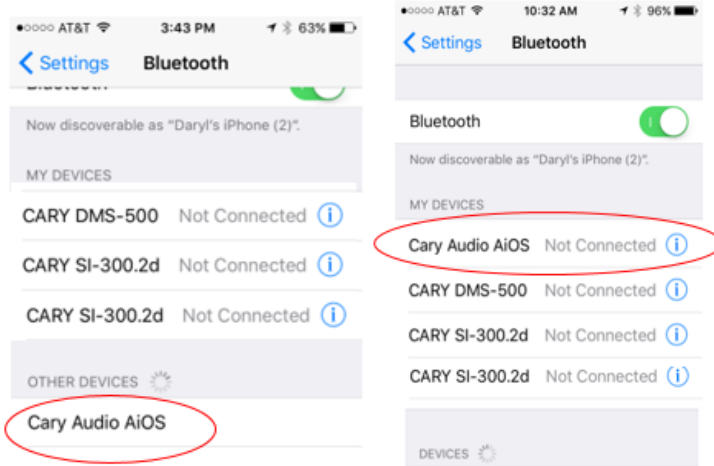 ●○○○○ AT&T 3:43 PM 63%
Settings Bluetooth
Bluetooth
Now discoverable as “Daryl’s iPhone (2)”.
MY DEVICES
CARY DMS-500 Not Connected i
CARY SI-300.2d Not Connected i
CARY SI-300.2d Not Connected i
OTHER DEVICES
Cary Audio AiOS
●○○○○ AT&T 10:32 AM 96%
Settings Bluetooth
Bluetooth
Now discoverable as “Daryl’s iPhone (2)”.
MY DEVICES
Cary Audio AiOS Not Connected i
CARY DMS-500 Not Connected i
CARY SI-300.2d Not Connected i
CARY SI-300.2d Not Connected i
DEVICES